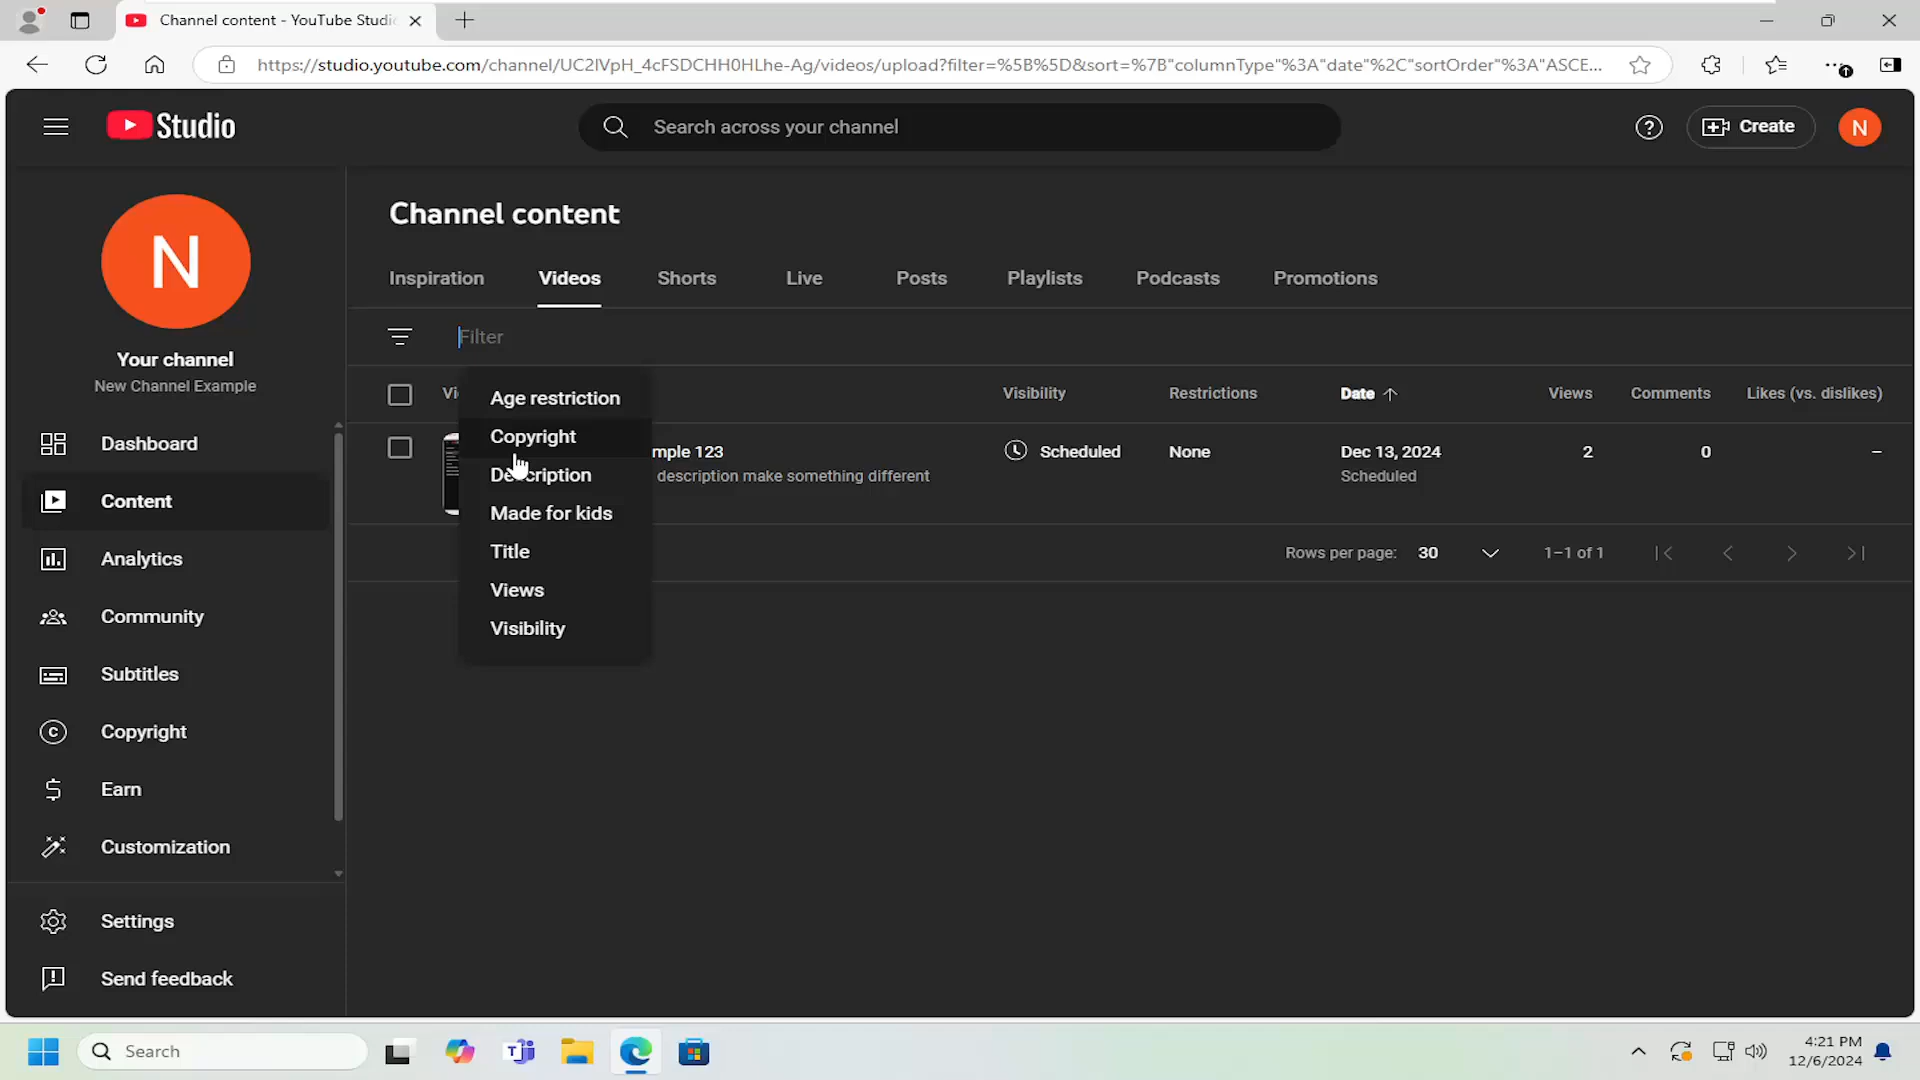 Channel content - YouTube Studi
https://studio.youtube.com/channel/UC2IVpH_4cFSDCHH0HLhe-Ag/videos/upload?filter=%5B%5D&sort=%7B"columnType"%3A"date"%2C"sortOrder"%3A"ASCE...
Studio
Search across your channel
Create
N
N
Your channel
New Channel Example
Dashboard
Content
Analytics
Community
Subtitles
Copyright
Earn
Customization
Settings
Send feedback
Channel content
Inspiration Videos Shorts Live Posts Playlists Podcasts Promotions
Filter
Age restriction
Copyright
Description
Made for kids
Title
Views
Visibility
Visibility Restrictions Date Views Comments Likes (vs. dislikes)
mple 123 Scheduled None Dec 13, 2024 2 0 –
description make something different Scheduled
Rows per page: 30 1–1 of 1
Search
4:21 PM
12/6/2024